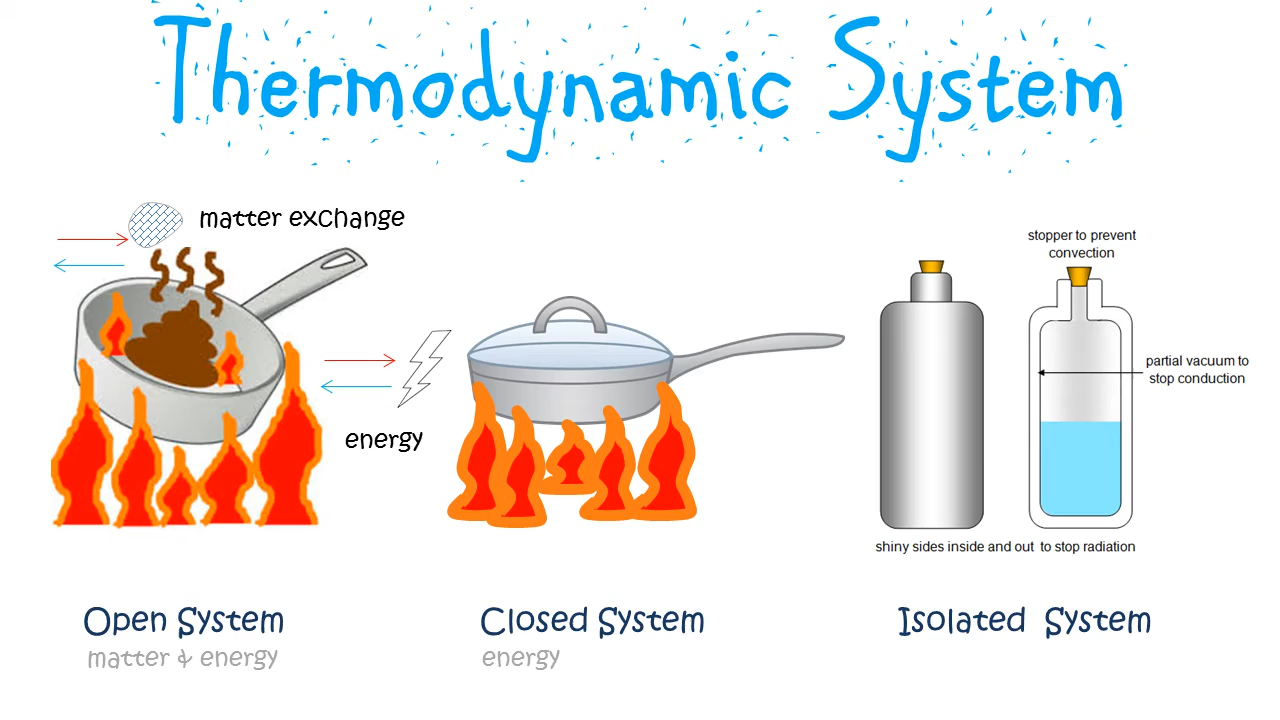 Thermodynamic System
matter exchange
energy
stopper to prevent
convection
partial vacuum to
stop conduction
shiny sides inside and out to stop radiation
Open System
matter & energy
Closed System
energy
Isolated System